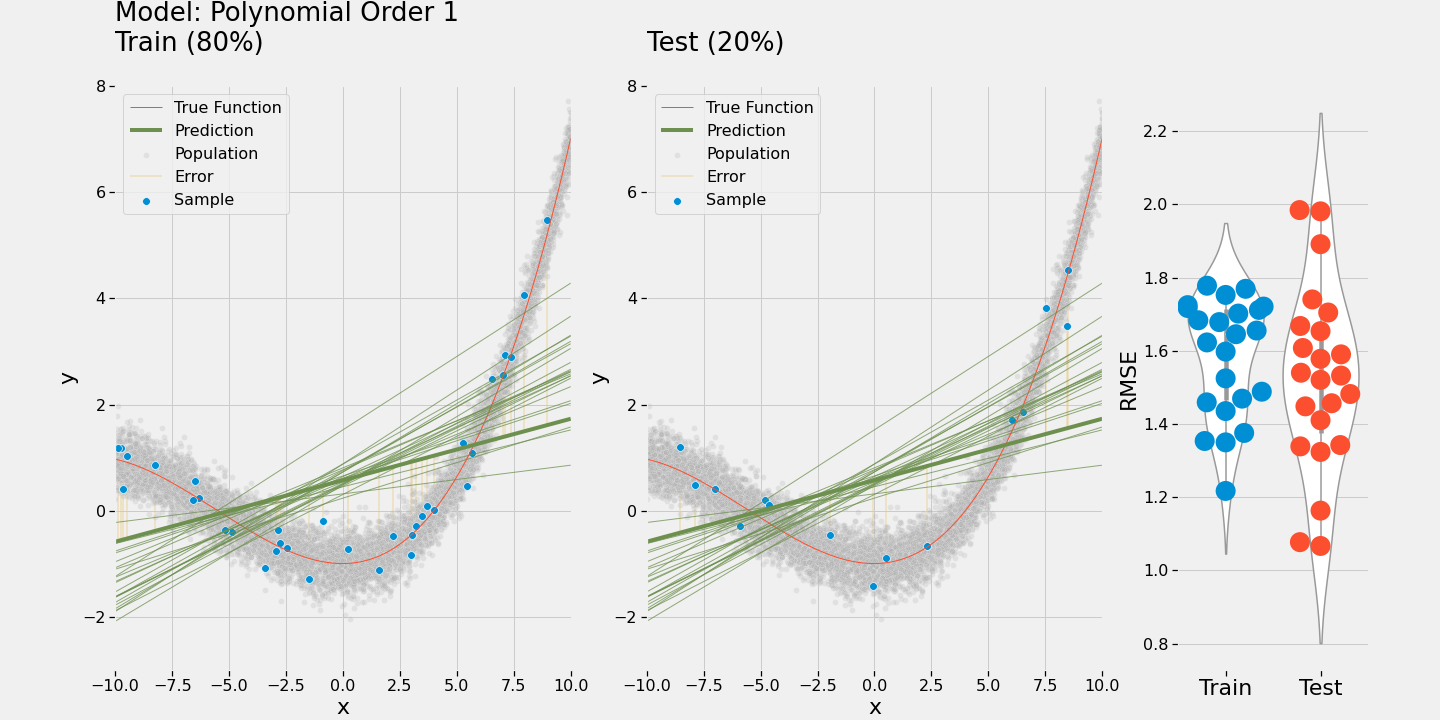 Model: Polynomial Order 1
Train (80%)
Test (20%)
8
6
4
2
0
−2
y
True Function
Prediction
Population
Error
Sample
−10.0 −7.5 −5.0 −2.5 0.0 2.5 5.0 7.5 10.0
x
8
6
4
2
0
−2
y
True Function
Prediction
Population
Error
Sample
−10.0 −7.5 −5.0 −2.5 0.0 2.5 5.0 7.5 10.0
x
2.2
2.0
1.8
1.6
1.4
1.2
1.0
0.8
RMSE
Train Test